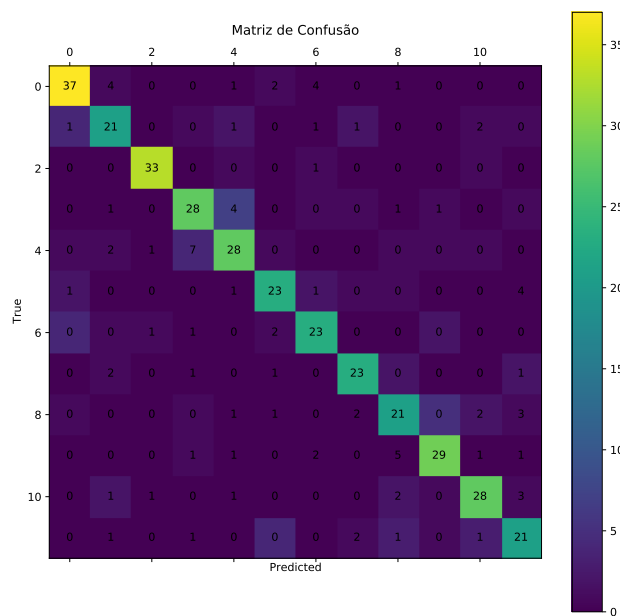 Matriz de Confusão
0 2 4 6 8 10
0 37 4 0 0 1 2 4 0 1 0 0 0
1 21 0 0 1 0 1 1 0 0 2 0
2 0 0 33 0 0 0 1 0 0 0 0 0
0 1 0 28 4 0 0 0 1 1 0 0
4 0 2 1 7 28 0 0 0 0 0 0 0
1 0 0 0 1 23 1 0 0 0 0 4
6 0 0 1 1 0 2 23 0 0 0 0 0
0 2 0 1 0 1 0 23 0 0 0 1
8 0 0 0 0 1 1 0 2 21 0 2 3
0 0 0 1 1 0 2 0 5 29 1 1
10 0 1 1 0 1 0 0 0 2 0 28 3
0 1 0 1 0 0 0 2 1 0 1 21
True
Predicted
35
30
25
20
15
10
5
0